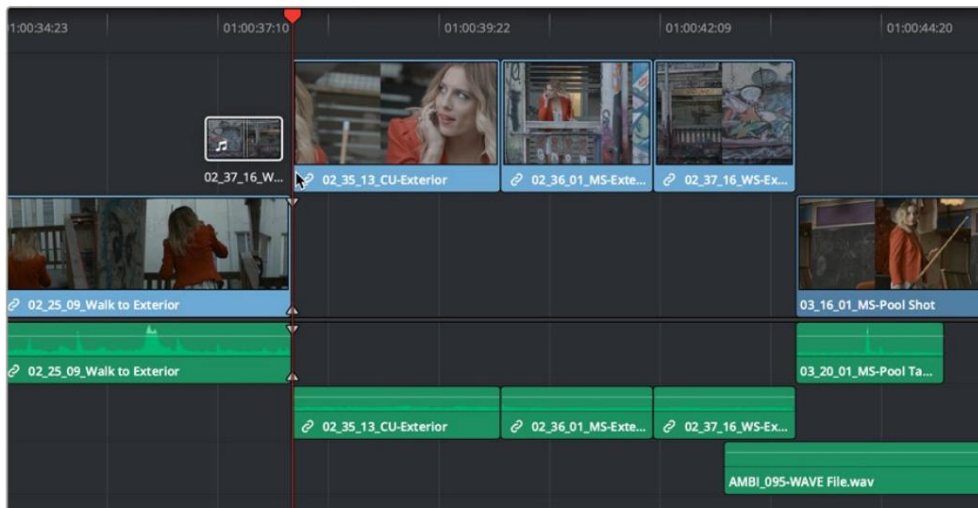 01:00:34:23
01:00:37:10
01:00:39:22
01:00:42:09
01:00:44:20
02_37_16_W...
02_35_13_CU-Exterior
02_36_01_MS-Exte...
02_37_16_WS-Ex...
02_25_09_Walk to Exterior
03_16_01_MS-Pool Shot
02_25_09_Walk to Exterior
03_20_01_MS-Pool Ta...
02_35_13_CU-Exterior
02_36_01_MS-Exte...
02_37_16_WS-Ex...
AMBI_095-WAVE File.wav